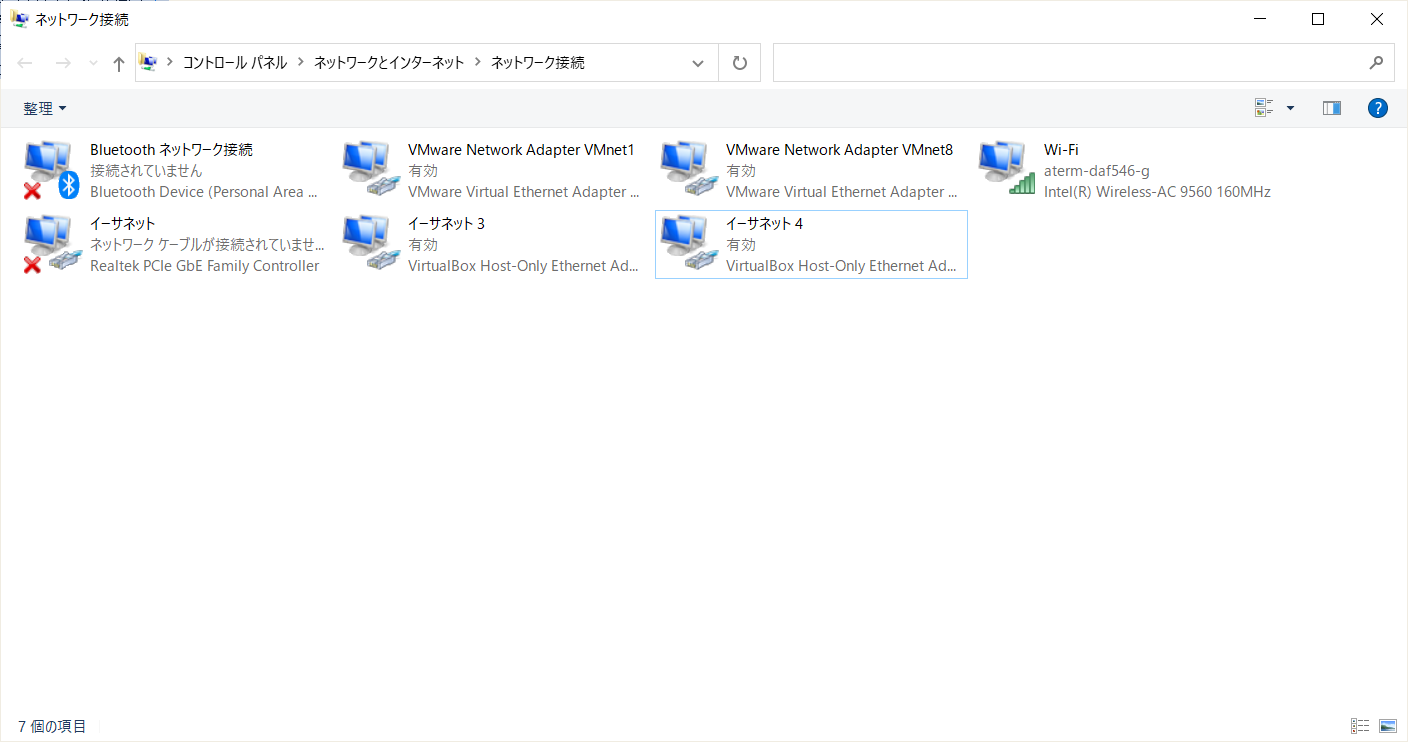 ネットワーク接続
コントロール パネル
ネットワークとインターネット
ネットワーク接続
整理
Bluetooth ネットワーク接続
接続されていません
Bluetooth Device (Personal Area ...
VMware Network Adapter VMnet1
有効
VMware Virtual Ethernet Adapter ...
VMware Network Adapter VMnet8
有効
VMware Virtual Ethernet Adapter ...
Wi-Fi
aterm-daf546-g
Intel(R) Wireless-AC 9560 160MHz
イーサネット
ネットワーク ケーブルが接続されていませ...
Realtek PCIe GbE Family Controller
イーサネット 3
有効
VirtualBox Host-Only Ethernet Ad...
イーサネット 4
有効
VirtualBox Host-Only Ethernet Ad...
7 個の項目